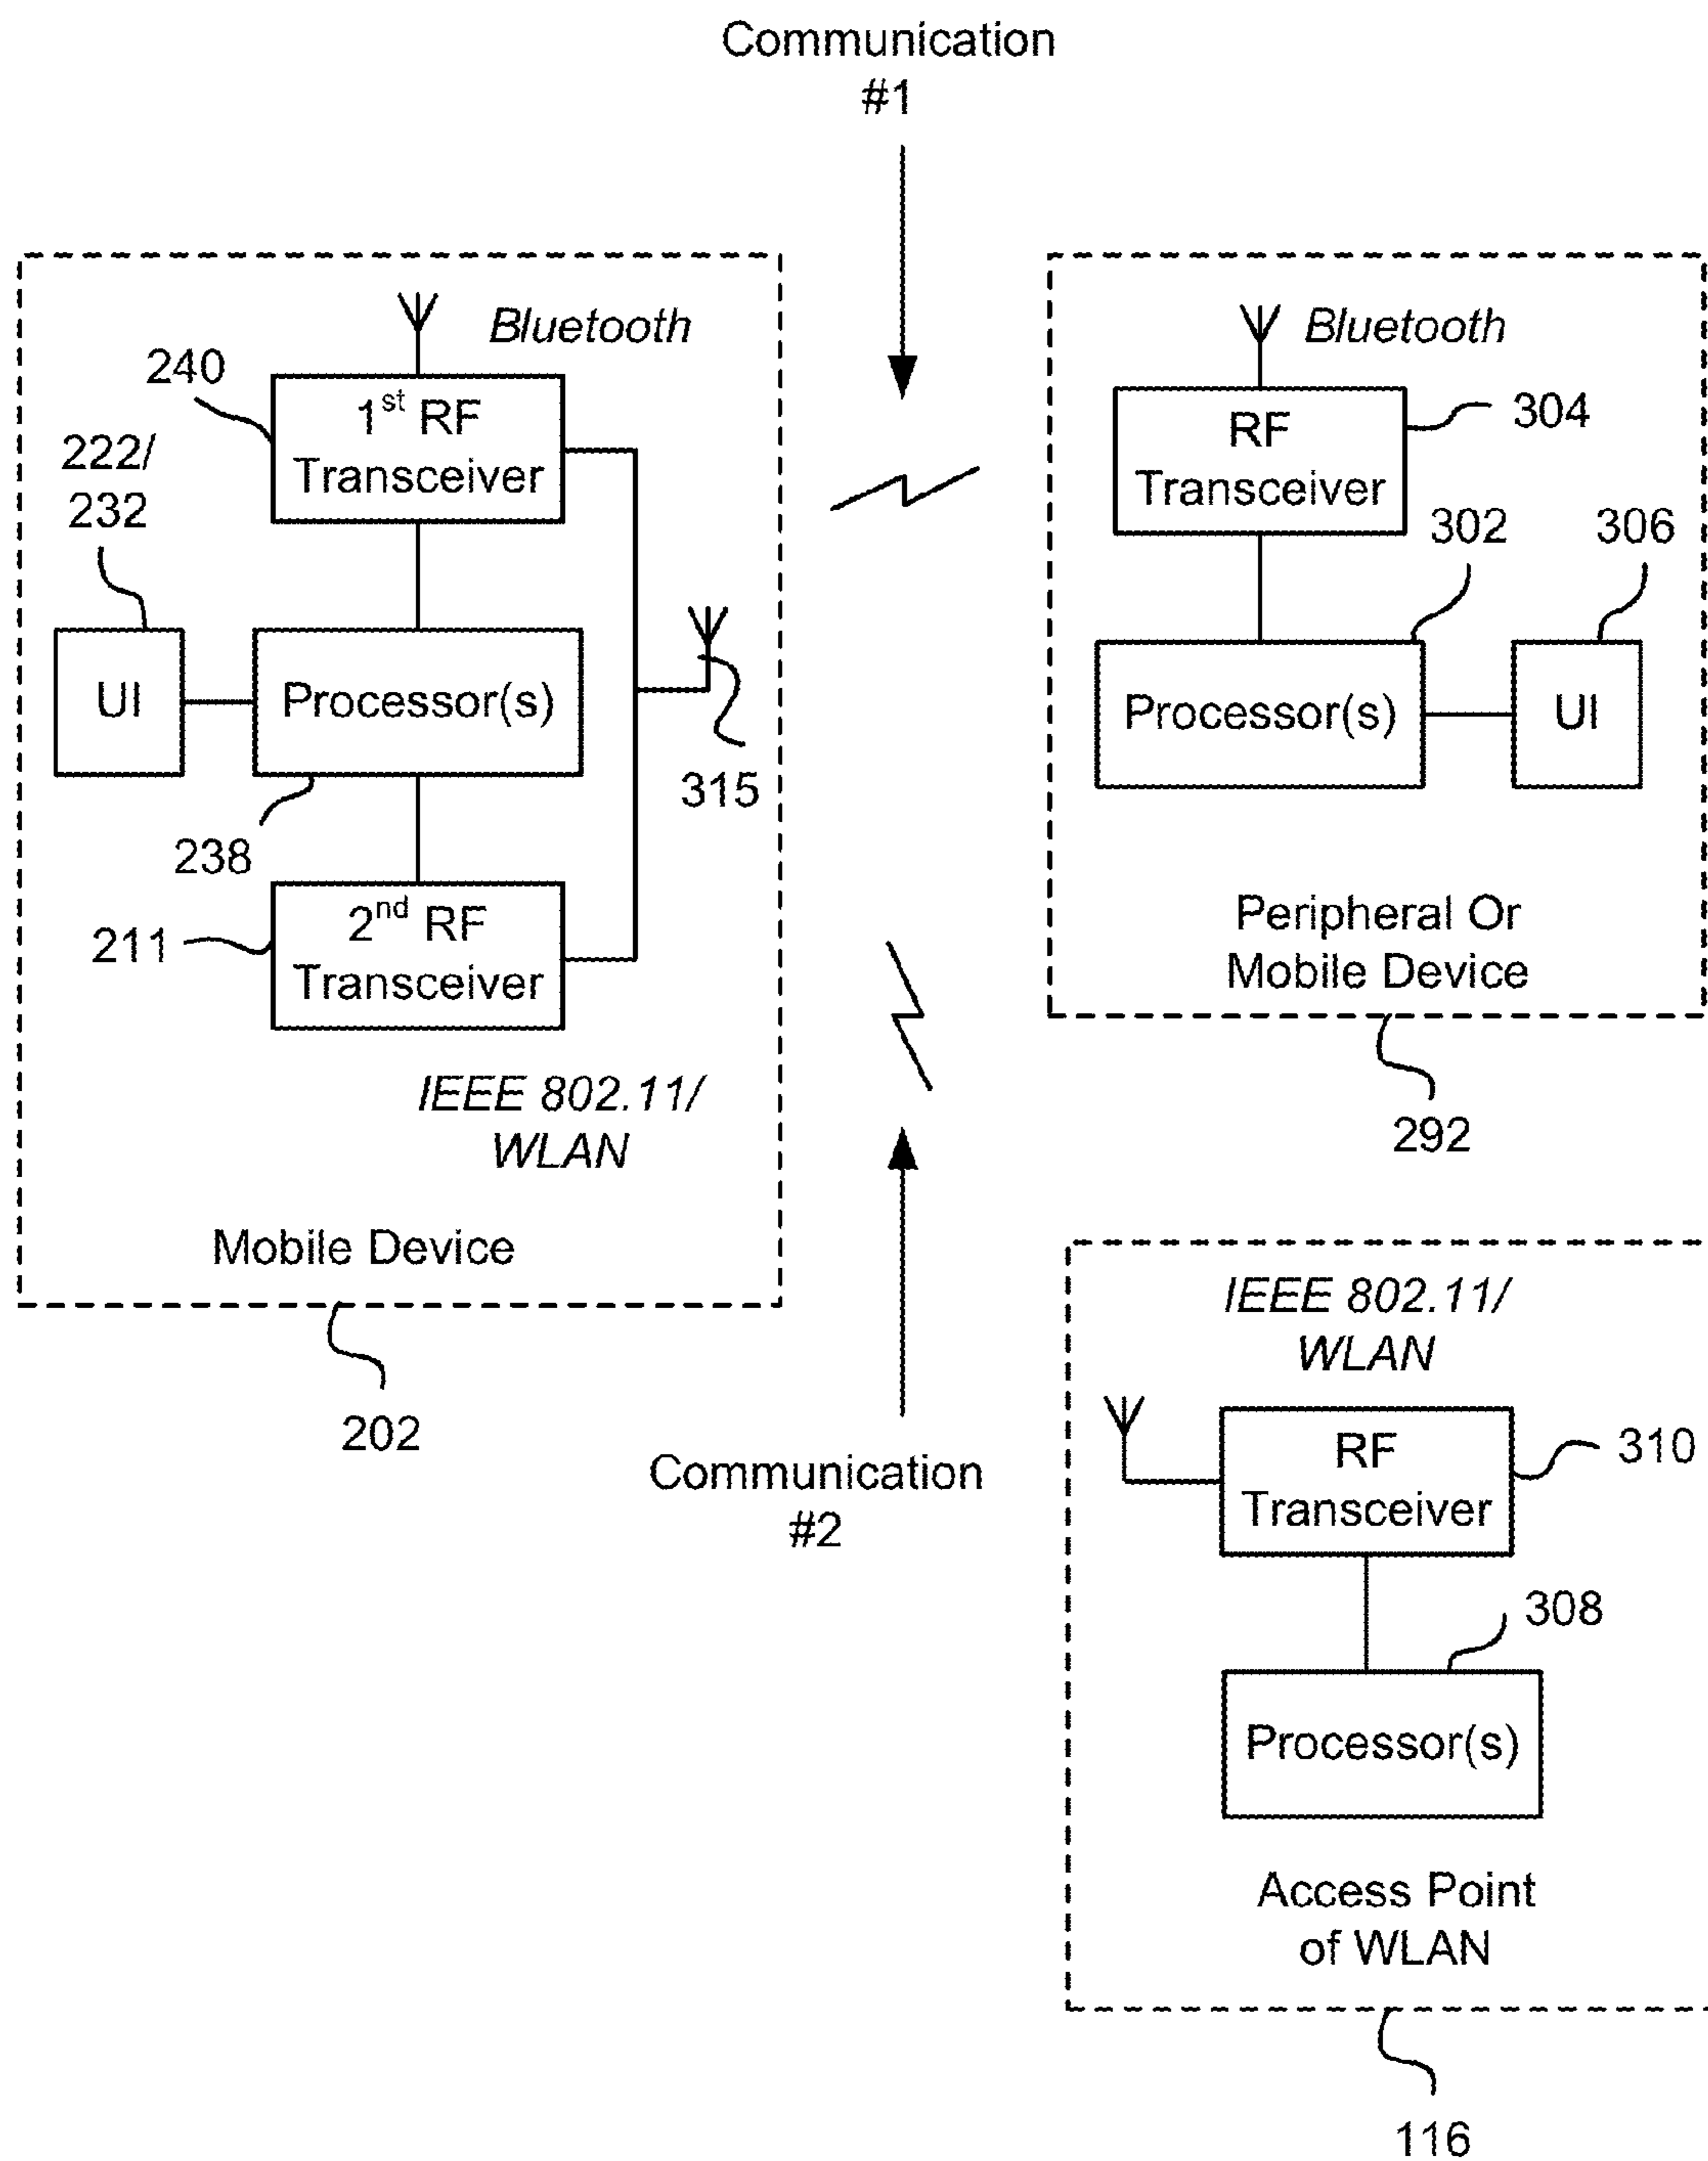 Communication
#1
Bluetooth
240
1st RF
Transceiver
222/
232
UI
Processor(s)
315
238
211
2nd RF
Transceiver
IEEE 802.11/
WLAN
Mobile Device
202
Bluetooth
RF
Transceiver
304
302
306
Processor(s)
UI
Peripheral Or
Mobile Device
292
Communication
#2
IEEE 802.11/
WLAN
RF
Transceiver
310
308
Processor(s)
Access Point
of WLAN
116